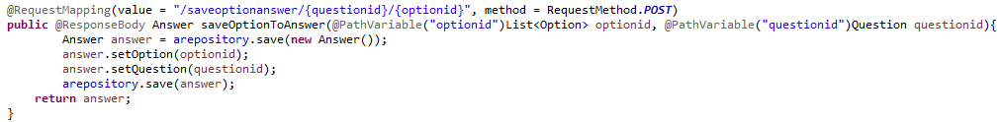 @RequestMapping(value = "/saveoptionanswer/{questionid}/{optionid}", method = RequestMethod.POST)
public @ResponseBody Answer saveOptionToAnswer(@PathVariable("optionid")List<Option> optionid, @PathVariable("questionid")Question questionid){
        Answer answer = arepository.save(new Answer());
        answer.setOption(optionid);
        answer.setQuestion(questionid);
        arepository.save(answer);
    return answer;
}